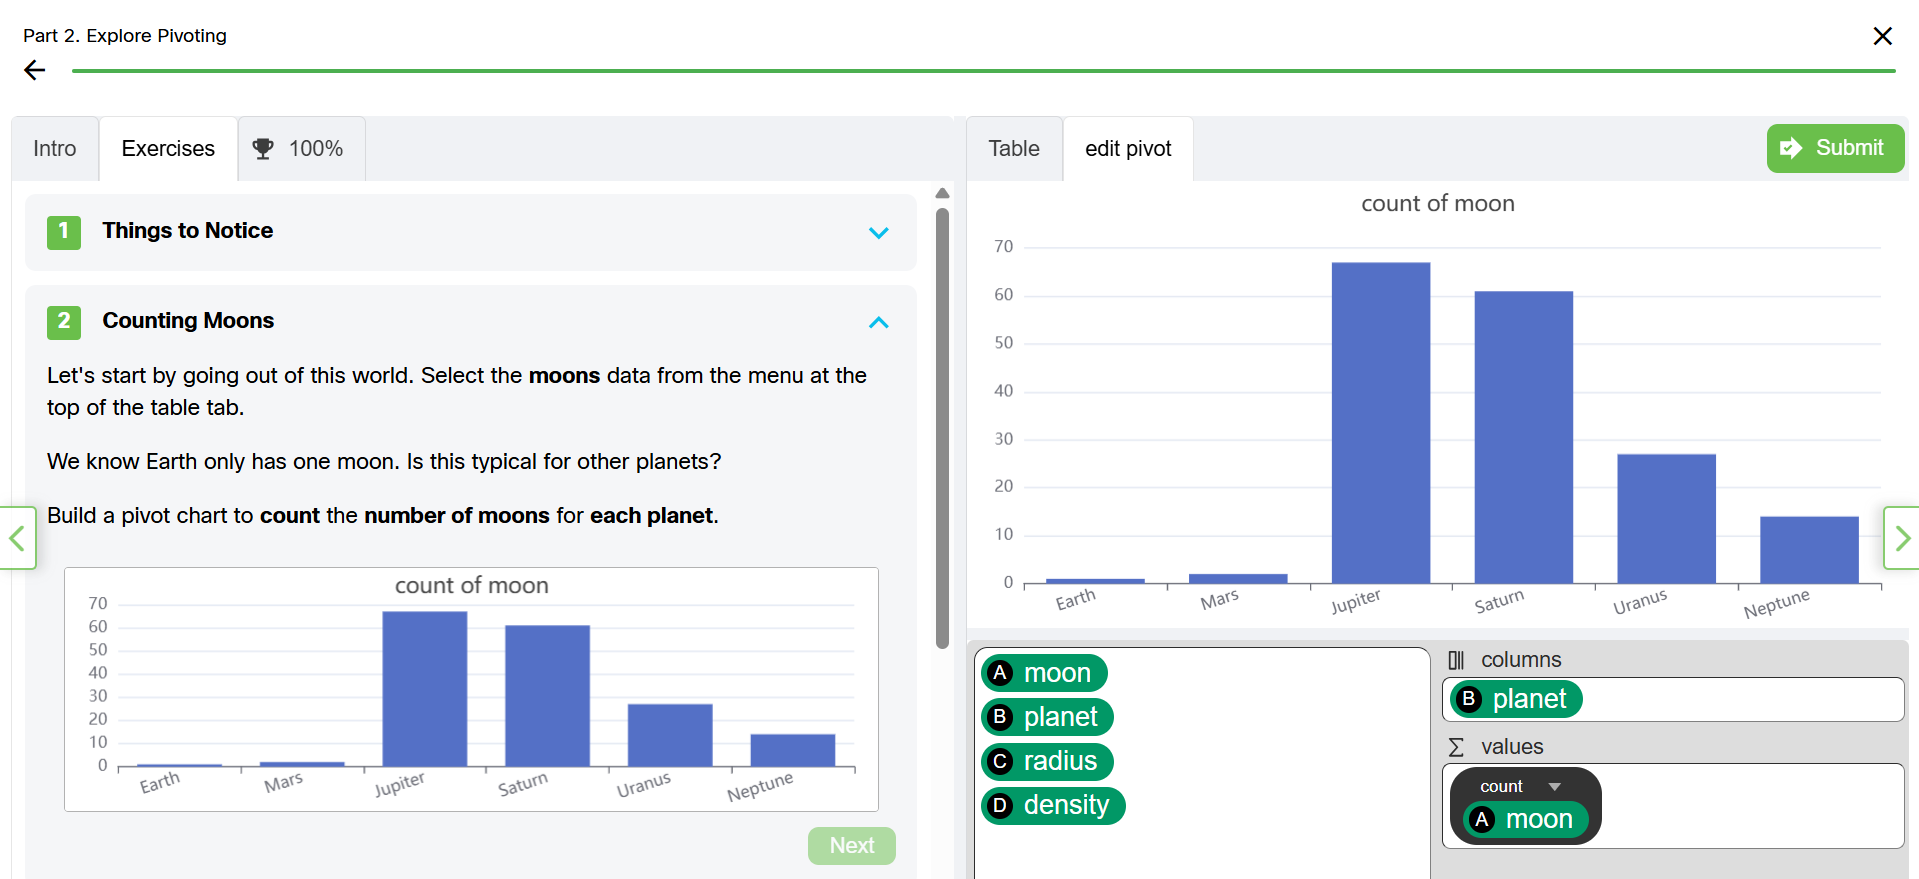 Part 2. Explore Pivoting
Intro
Exercises
100%
1
Things to Notice
2
Counting Moons
Let's start by going out of this world. Select the moons data from the menu at the
top of the table tab.
We know Earth only has one moon. Is this typical for other planets?
Build a pivot chart to count the number of moons for each planet.
count of moon
70
60
50
40
30
20
10
0
Earth
Mars
Jupiter
Saturn
Uranus
Neptune
Next
Table
edit pivot
Submit
count of moon
70
60
50
40
30
20
10
0
Earth
Mars
Jupiter
Saturn
Uranus
Neptune
A moon
B planet
C radius
D density
columns
B planet
Σ values
count
A moon